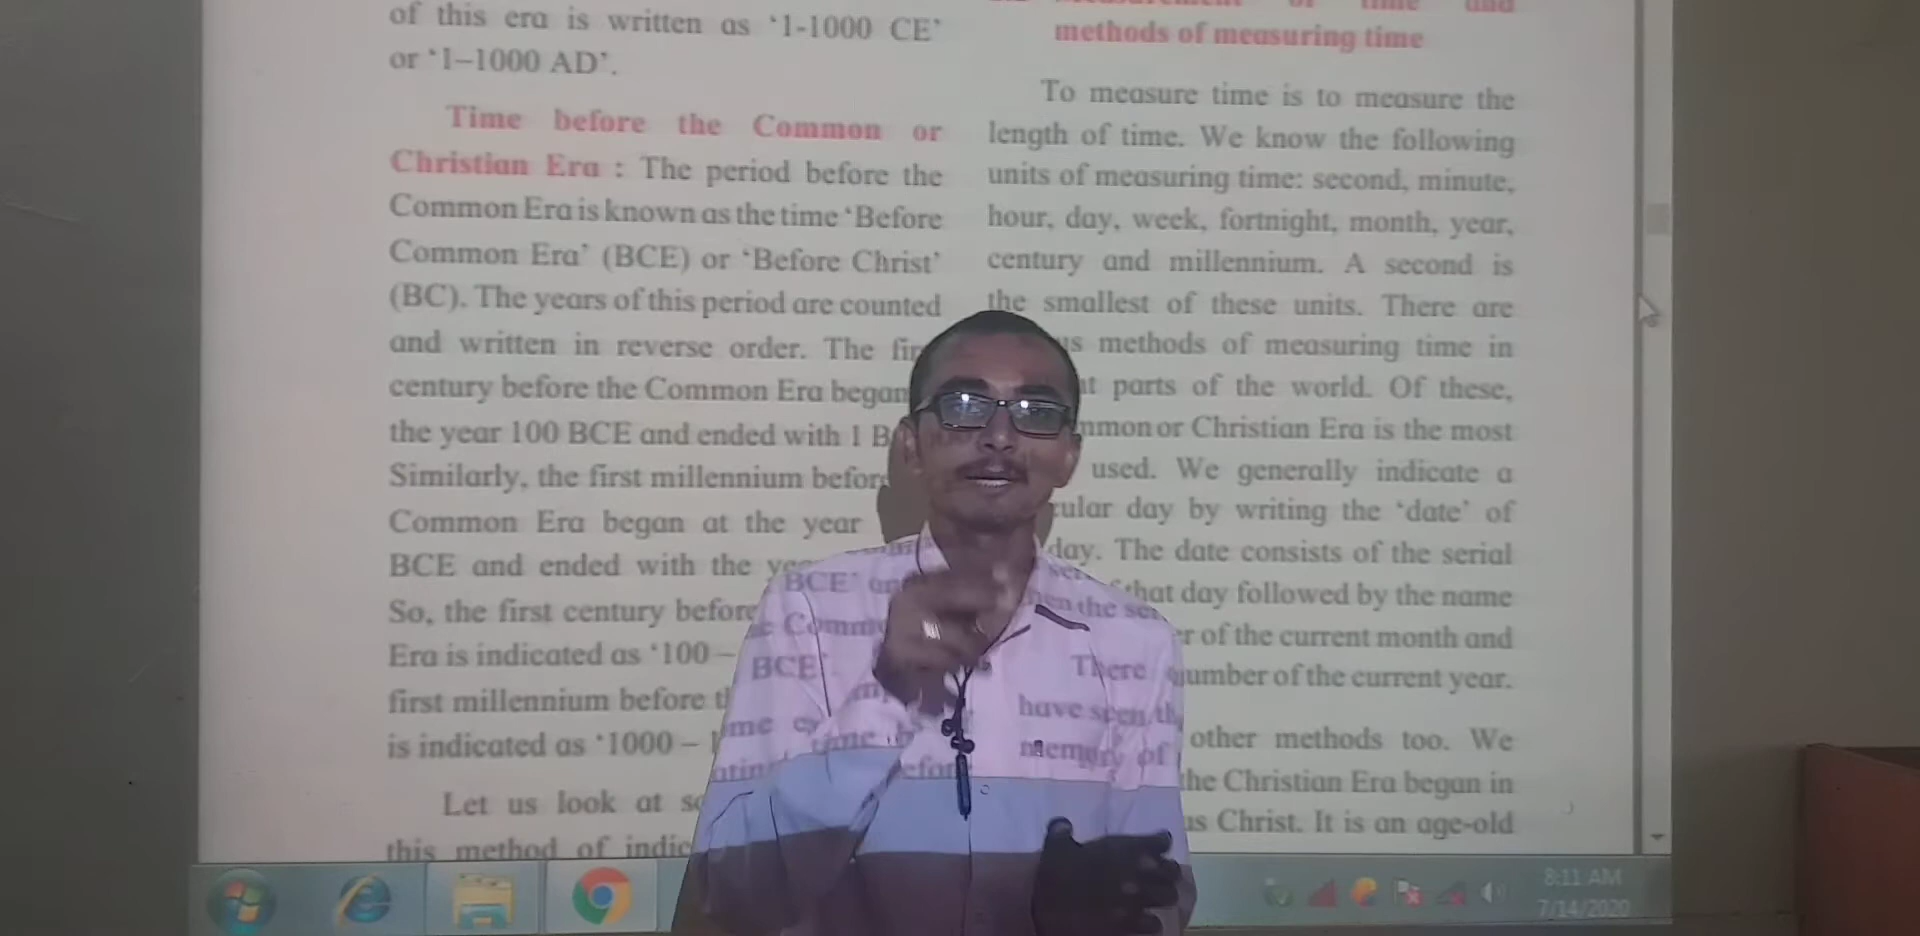 of this era is written as ‘1-1000 CE’
or ‘1–1000 AD’.
Time before the Common or
Christian Era : The period before the
Common Era is known as the time ‘Before
Common Era’ (BCE) or ‘Before Christ’
(BC). The years of this period are counted
and written in reverse order. The
century before the Common Era began
the year 100 BCE and ended with 1
Similarly, the first millennium
Common Era began at the year
BCE and ended with the
So, the first century before
Era is indicated as ‘100 –
first millennium before
is indicated as ‘1000 –
Let us look at
this method of
Measurement of time and
methods of measuring time
To measure time is to measure the
length of time. We know the following
units of measuring time: second, minute,
hour, day, week, fortnight, month, year,
century and millennium. A second is
the smallest of these units. There are
methods of measuring time in
parts of the world. Of these,
or Christian Era is the most
used. We generally indicate a
day by writing the ‘date’ of
day. The date consists of the serial
that day followed by the name
of the current month and
number of the current year.
There
other methods too. We
have seen
the Christian Era began in
memory of
Christ. It is an age-old
BCE’
BCE’
8:11 AM
7/14/2020